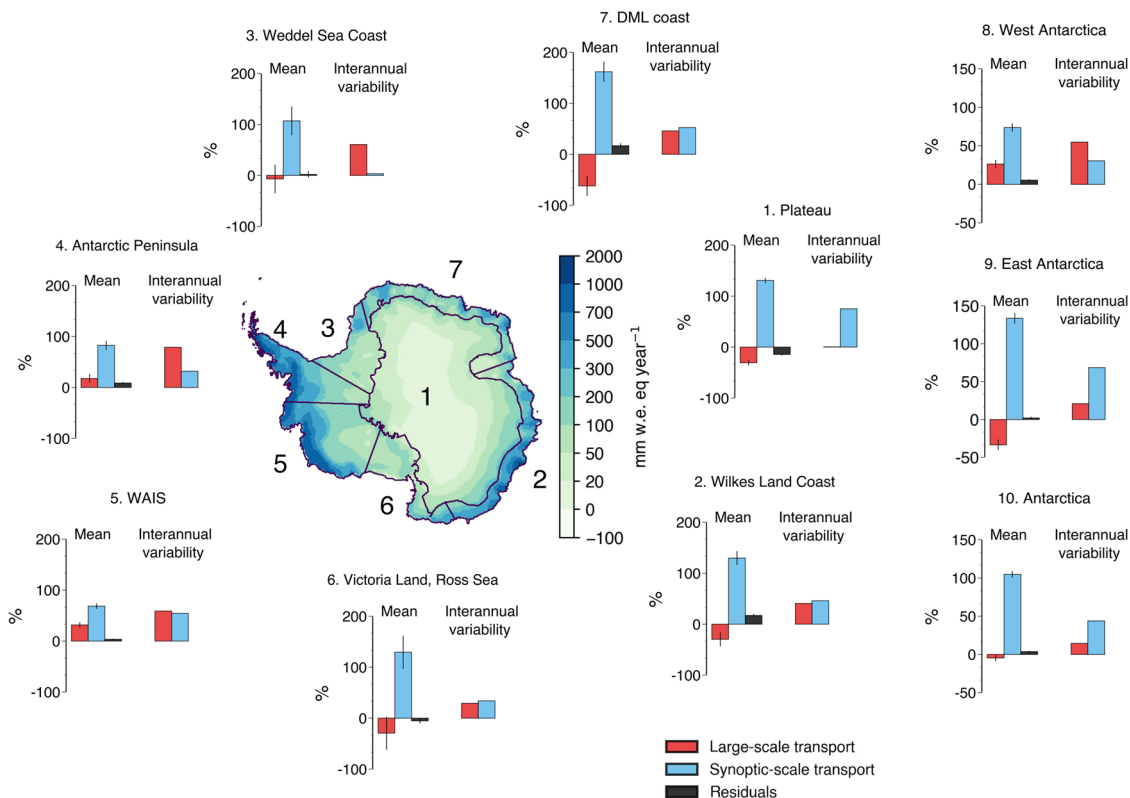 3. Weddel Sea Coast
Mean
Interannual
variability
200
100
0
-100
%
7. DML coast
Mean
Interannual
variability
200
100
0
-100
%
8. West Antarctica
Mean
Interannual
variability
150
100
50
0
-50
%
4. Antarctic Peninsula
Mean
Interannual
variability
200
100
0
-100
%
1. Plateau
Mean
Interannual
variability
200
100
0
-100
%
9. East Antarctica
Mean
Interannual
variability
150
100
50
0
-50
%
7
4
3
1
5
2
6
2000
1000
700
500
300
200
100
50
20
0
−100
mm w.e. eq year−1
5. WAIS
Mean
Interannual
variability
200
100
0
-100
%
6. Victoria Land, Ross Sea
Mean
Interannual
variability
200
100
0
-100
%
2. Wilkes Land Coast
Mean
Interannual
variability
200
100
0
-100
%
10. Antarctica
Mean
Interannual
variability
150
100
50
0
-50
%
Large-scale transport
Synoptic-scale transport
Residuals